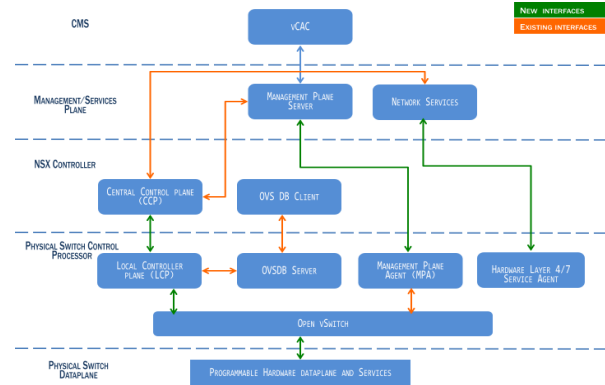 New interfaces
Existing interfaces
CMS
vCAC
Management/Services
Plane
Management Plane
Server
Network Services
NSX Controller
Central Control plane
(CCP)
OVS DB Client
Physical Switch Control
Processor
Local Controller
plane (LCP)
OVSDB Server
Management Plane
Agent (MPA)
Hardware Layer 4/7
Service Agent
Open vSwitch
Physical Switch
Dataplane
Programmable Hardware dataplane and Services